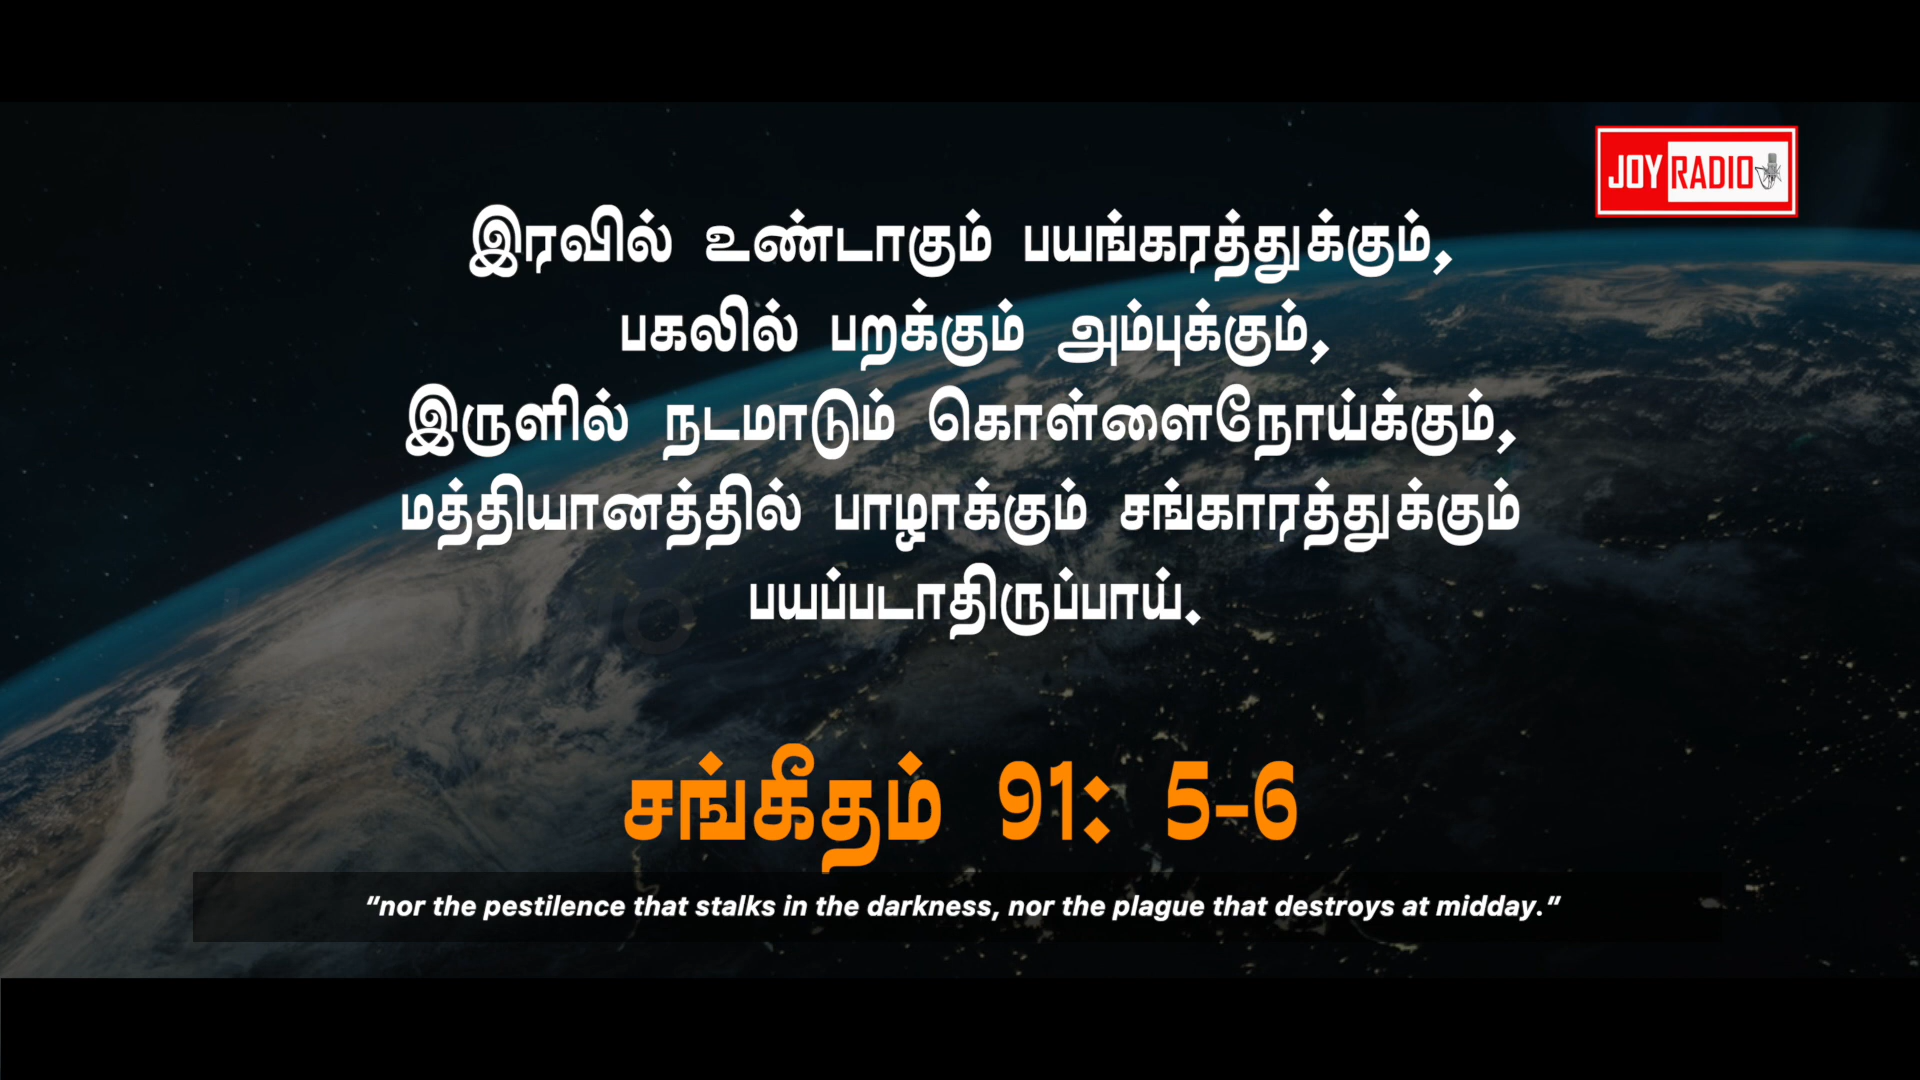 JOY RADIO
இரவில் உண்டாகும் பயங்கரத்துக்கும்,
பகலில் பறக்கும் அம்புக்கும்,
இருளில் நடமாடும் கொள்ளைநோய்க்கும்,
மத்தியானத்தில் பாழாக்கும் சங்காரத்துக்கும்
பயப்படாதிருப்பாய்.
சங்கீதம் 91: 5-6
“nor the pestilence that stalks in the darkness, nor the plague that destroys at midday.”